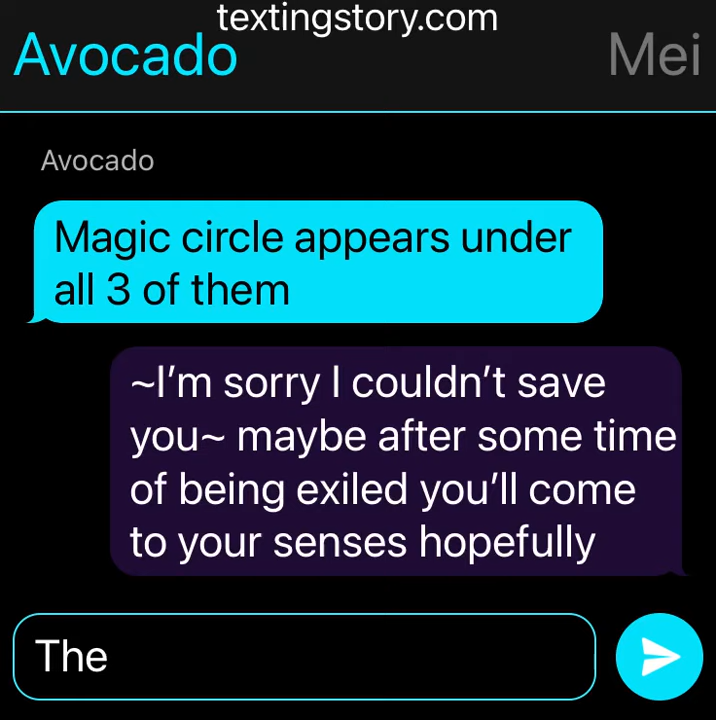 textingstory.com
Avocado
Mei
Avocado
Magic circle appears under
all 3 of them
~I’m sorry I couldn’t save
you~ maybe after some time
of being exiled you’ll come
to your senses hopefully
The